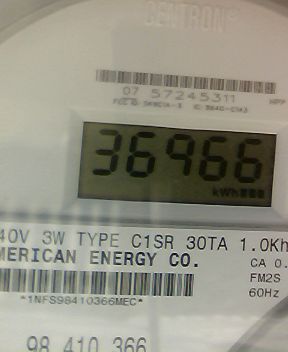 CENTRON®
07 57245311
36966
kWh
40V 3W TYPE C1SR 30TA 1.0Kh
MERICAN ENERGY CO.
CA 0.
FM2S
*1NFS98410366MEC*
60Hz
98 410 366